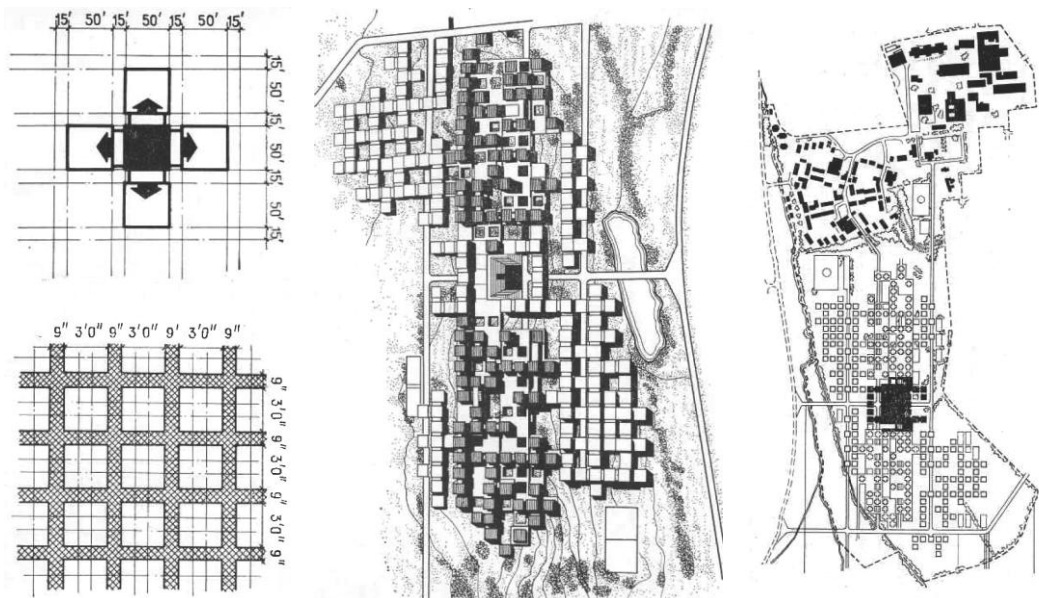 15' 50' 15' 50' 15' 50' 15'
15' 50' 15' 50' 15' 50' 15'
9" 3'0" 9" 3'0" 9' 3'0" 9"
9" 3'0 9" 3'0 9" 3'0" 9"